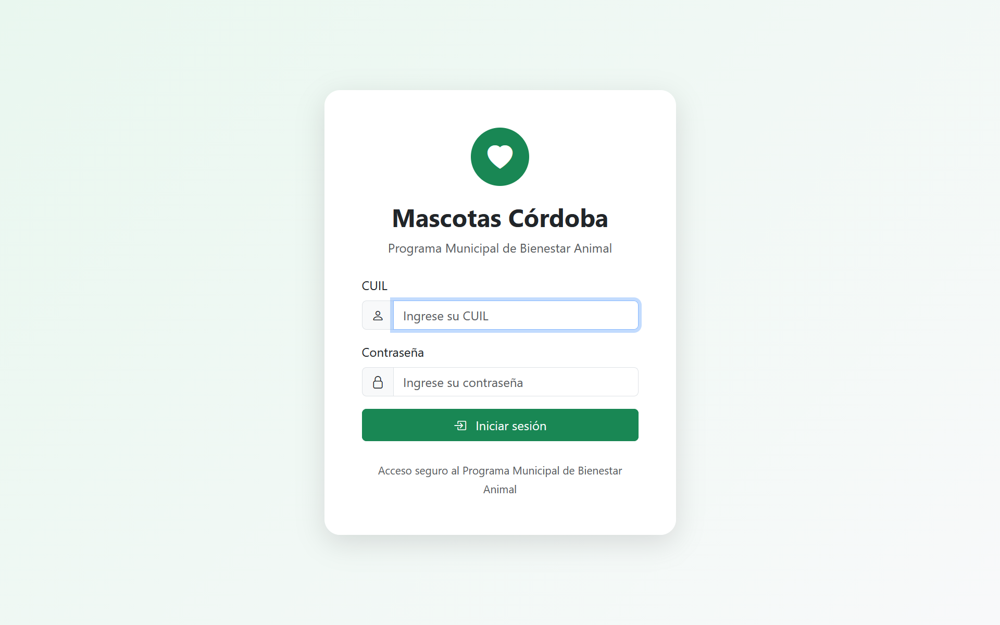 Mascotas Córdoba
Programa Municipal de Bienestar Animal
CUIL
Ingrese su CUIL
Contraseña
Ingrese su contraseña
Iniciar sesión
Acceso seguro al Programa Municipal de Bienestar
Animal